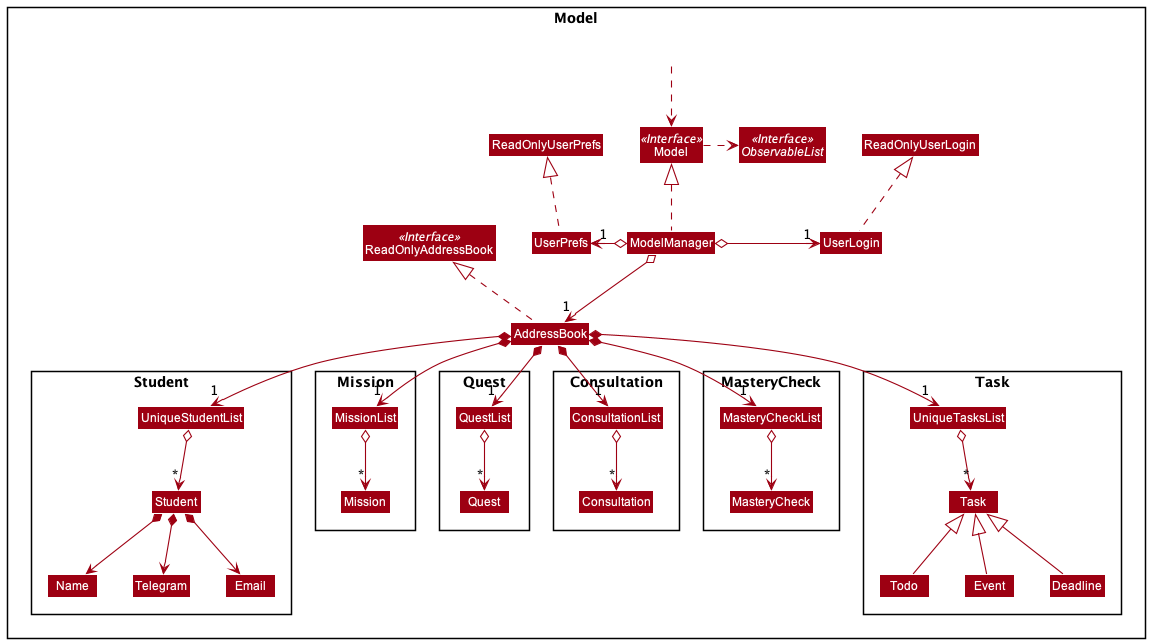 Model
ReadOnlyUserPrefs
«Interface»
Model
«Interface»
ObservableList
ReadOnlyUserLogin
«Interface»
ReadOnlyAddressBook
UserPrefs
1
ModelManager
1
UserLogin
1
AddressBook
Student
Mission
Quest
Consultation
MasteryCheck
Task
1
1
1
1
1
1
UniqueStudentList
MissionList
QuestList
ConsultationList
MasteryCheckList
UniqueTasksList
*
*
*
*
*
*
Student
Mission
Quest
Consultation
MasteryCheck
Task
Name
Telegram
Email
Todo
Event
Deadline